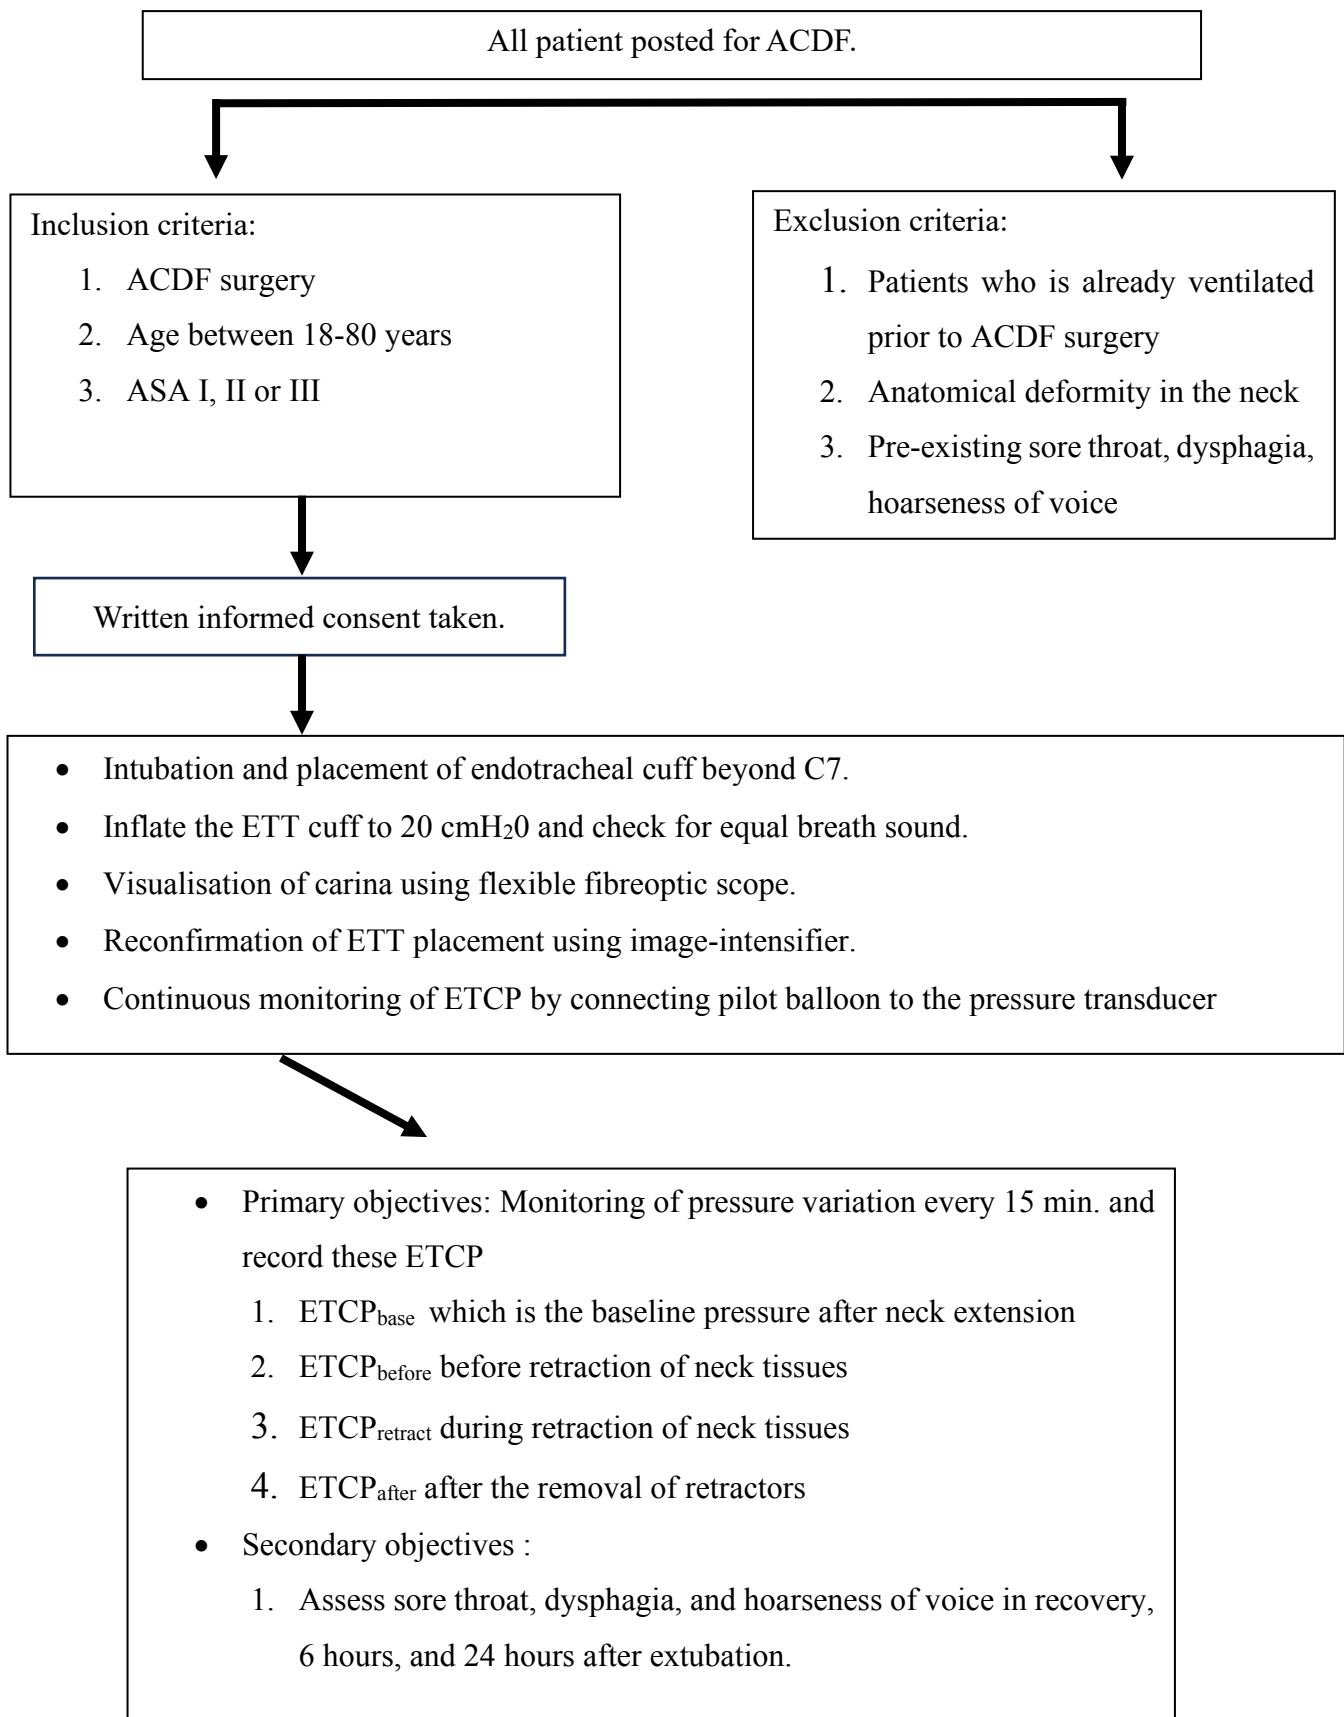 All patient posted for ACDF.
Inclusion criteria:
1. ACDF surgery
2. Age between 18-80 years
3. ASA I, II or III
Exclusion criteria:
1. Patients who is already ventilated
prior to ACDF surgery
2. Anatomical deformity in the neck
3. Pre-existing sore throat, dysphagia,
hoarseness of voice
Written informed consent taken.
• Intubation and placement of endotracheal cuff beyond C7.
• Inflate the ETT cuff to 20 cmH₂0 and check for equal breath sound.
• Visualisation of carina using flexible fibreoptic scope.
• Reconfirmation of ETT placement using image-intensifier.
• Continuous monitoring of ETCP by connecting pilot balloon to the pressure transducer
• Primary objectives: Monitoring of pressure variation every 15 min. and
record these ETCP
1. ETCPbase which is the baseline pressure after neck extension
2. ETCPbefore before retraction of neck tissues
3. ETCPretract during retraction of neck tissues
4. ETCPafter after the removal of retractors
• Secondary objectives :
1. Assess sore throat, dysphagia, and hoarseness of voice in recovery,
6 hours, and 24 hours after extubation.